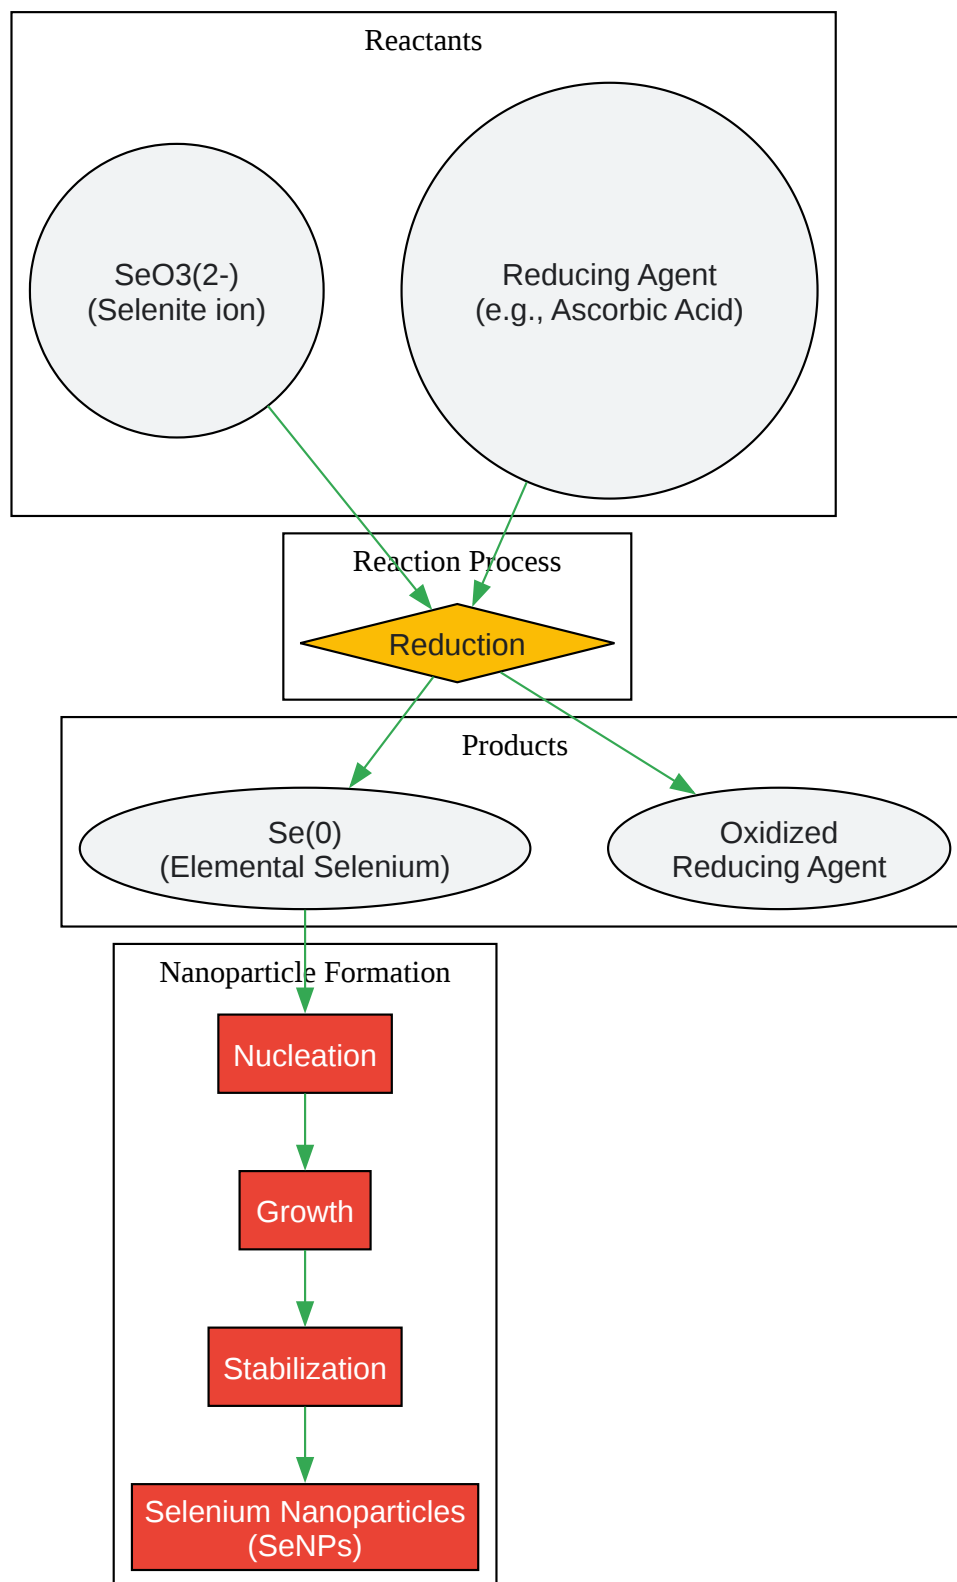 Reactants
SeO3(2-)
(Selenite ion)
Reducing Agent
(e.g., Ascorbic Acid)
Reaction Process
Reduction
Products
Se(0)
(Elemental Selenium)
Oxidized
Reducing Agent
Nanoparticle Formation
Nucleation
Growth
Stabilization
Selenium Nanoparticles
(SeNPs)